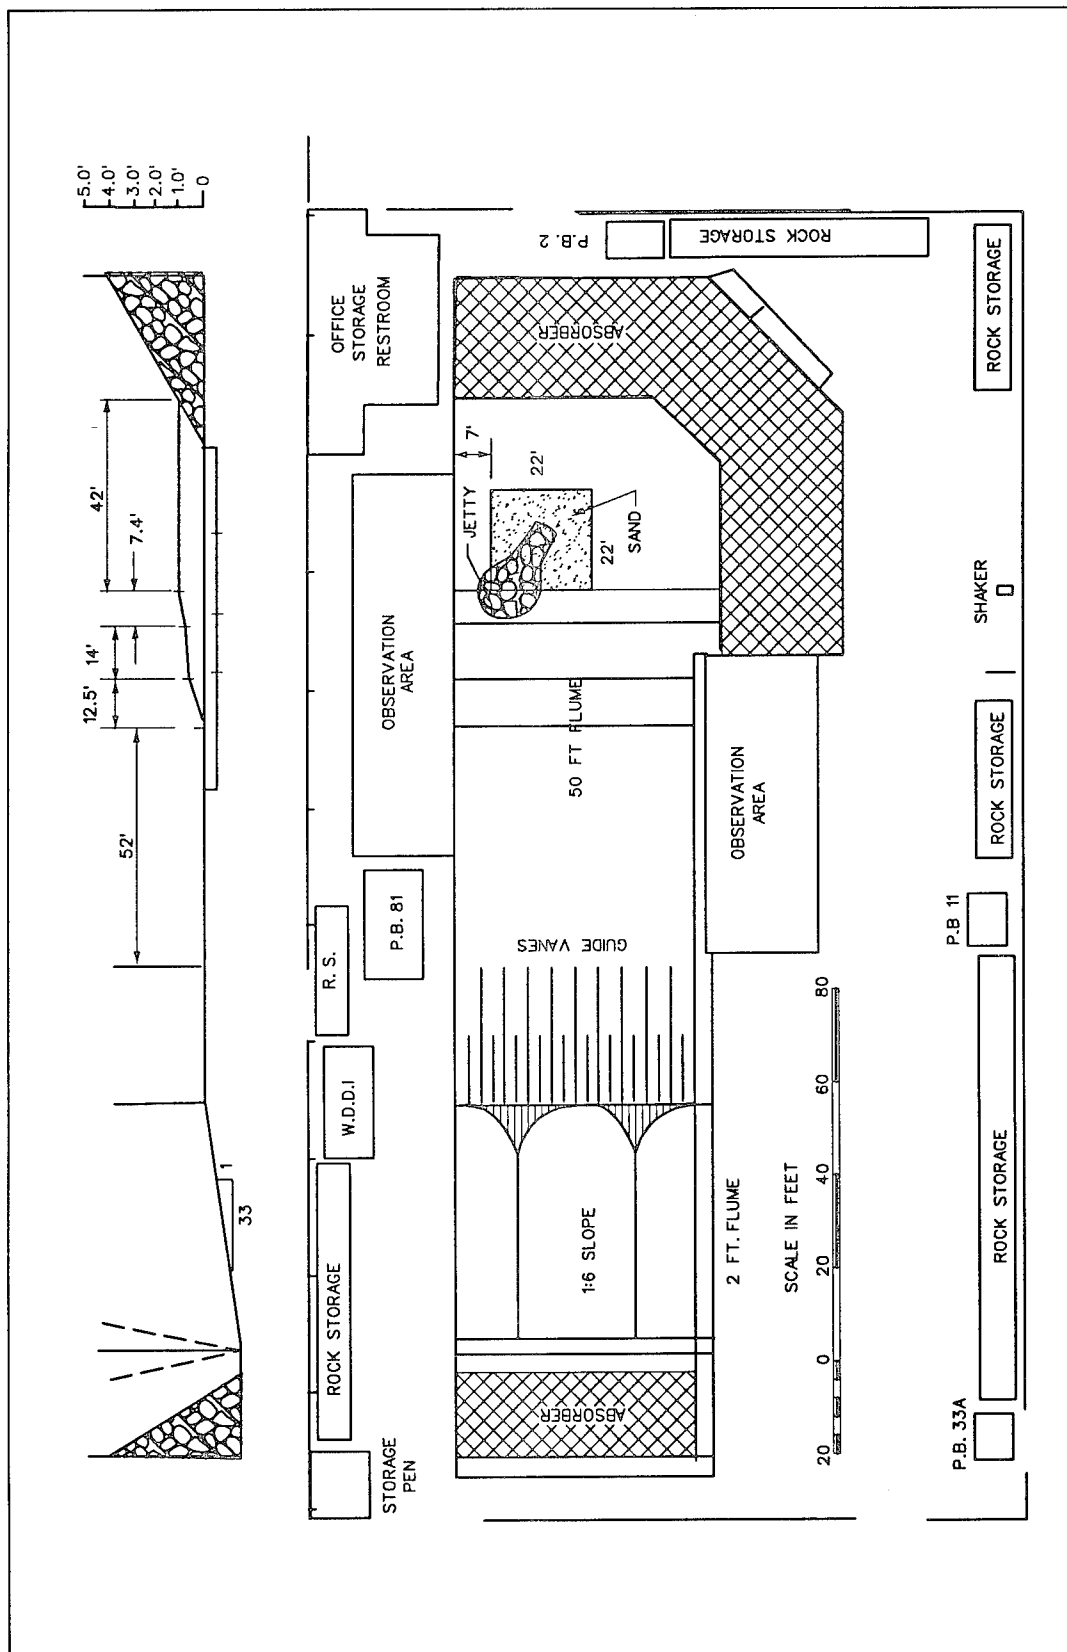 52'
12.5'
14'
7.4'
42'
5.0'
4.0'
3.0'
2.0'
1.0'
0
1
33
STORAGE
PEN
ROCK STORAGE
W.D.D.I
R. S.
P.B. 81
OBSERVATION
AREA
OFFICE
STORAGE
RESTROOM
ABSORBER
1:6 SLOPE
GUIDE VANES
50 FT FLUME
JETTY
7'
22'
22'
SAND
ABSORBER
P.B. 2
ROCK STORAGE
2 FT. FLUME
OBSERVATION
AREA
SCALE IN FEET
20
0
20
40
60
80
P.B. 33A
ROCK STORAGE
P.B 11
ROCK STORAGE
SHAKER
ROCK STORAGE